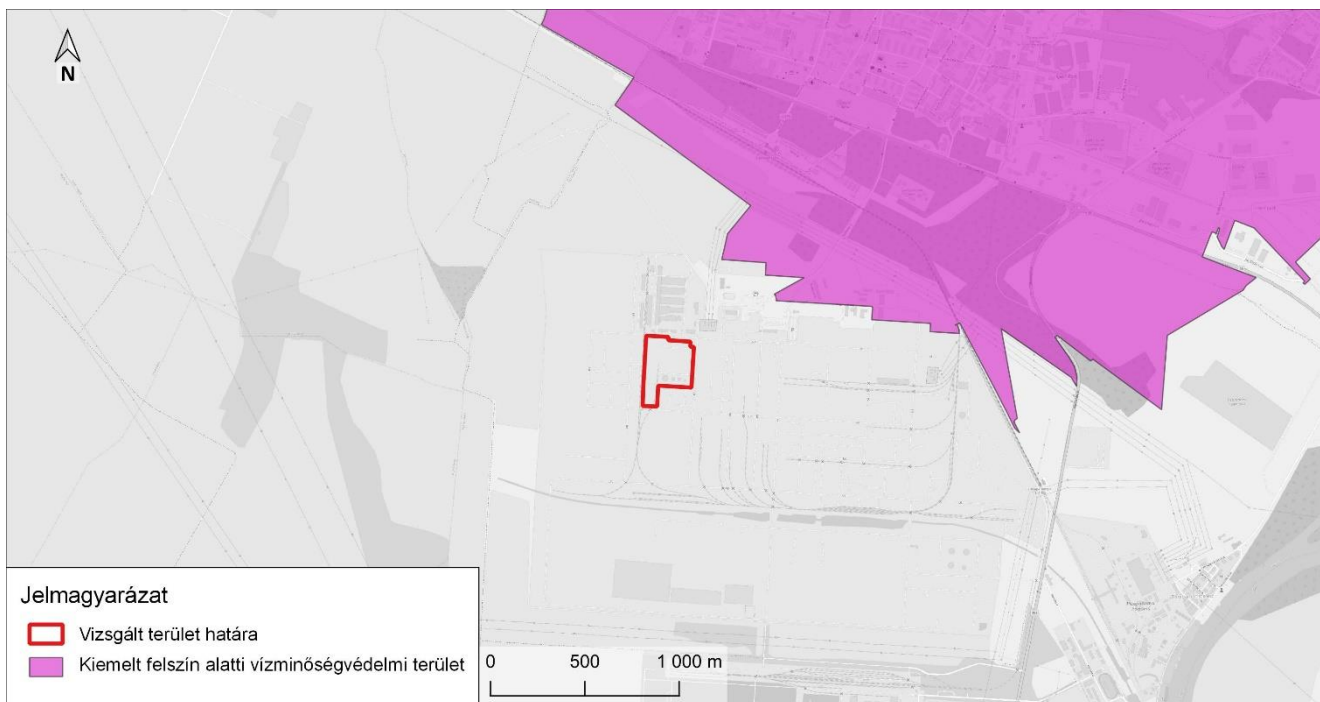 N
Jelmagyarázat
Vizsgált terület határa
Kiemelt felszín alatti vízminőségvédelmi terület
0 500 1 000 m